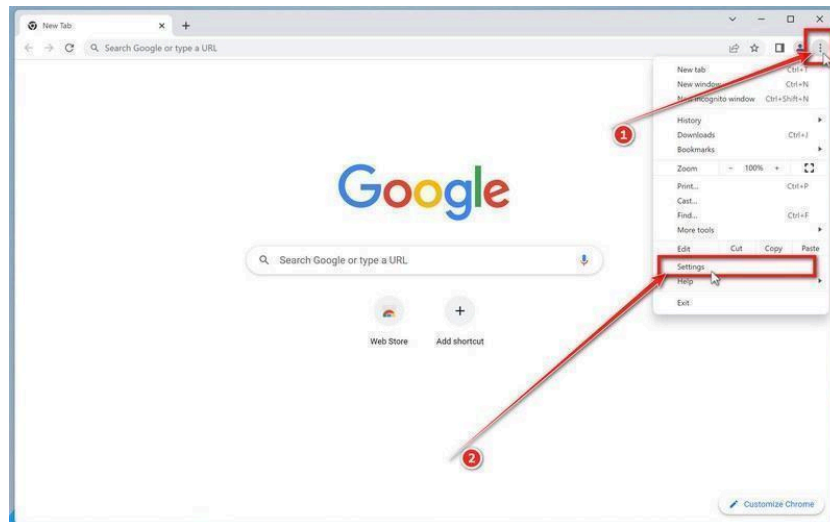 New Tab
Search Google or type a URL
New tab Ctrl+T
New window Ctrl+N
New Incognito window Ctrl+Shift+N
History
Downloads Ctrl+J
Bookmarks
Zoom - 100% +
Print... Ctrl+P
Cast...
Find... Ctrl+F
More tools
Edit Cut Copy Paste
Settings
Help
Exit
1
Google
Search Google or type a URL
Web Store Add shortcut
2
Customize Chrome